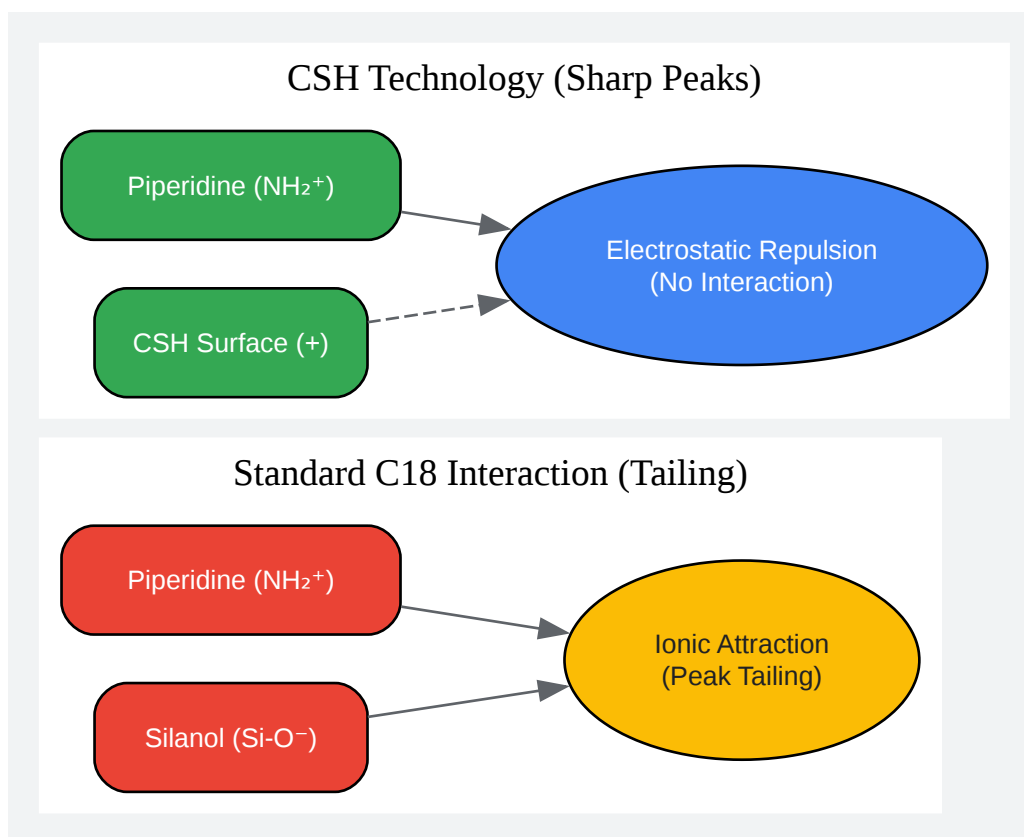 CSH Technology (Sharp Peaks)
Piperidine (NH₂⁺)
Electrostatic Repulsion
(No Interaction)
CSH Surface (+)
Standard C18 Interaction (Tailing)
Piperidine (NH₂⁺)
Ionic Attraction
(Peak Tailing)
Silanol (Si-O⁻)